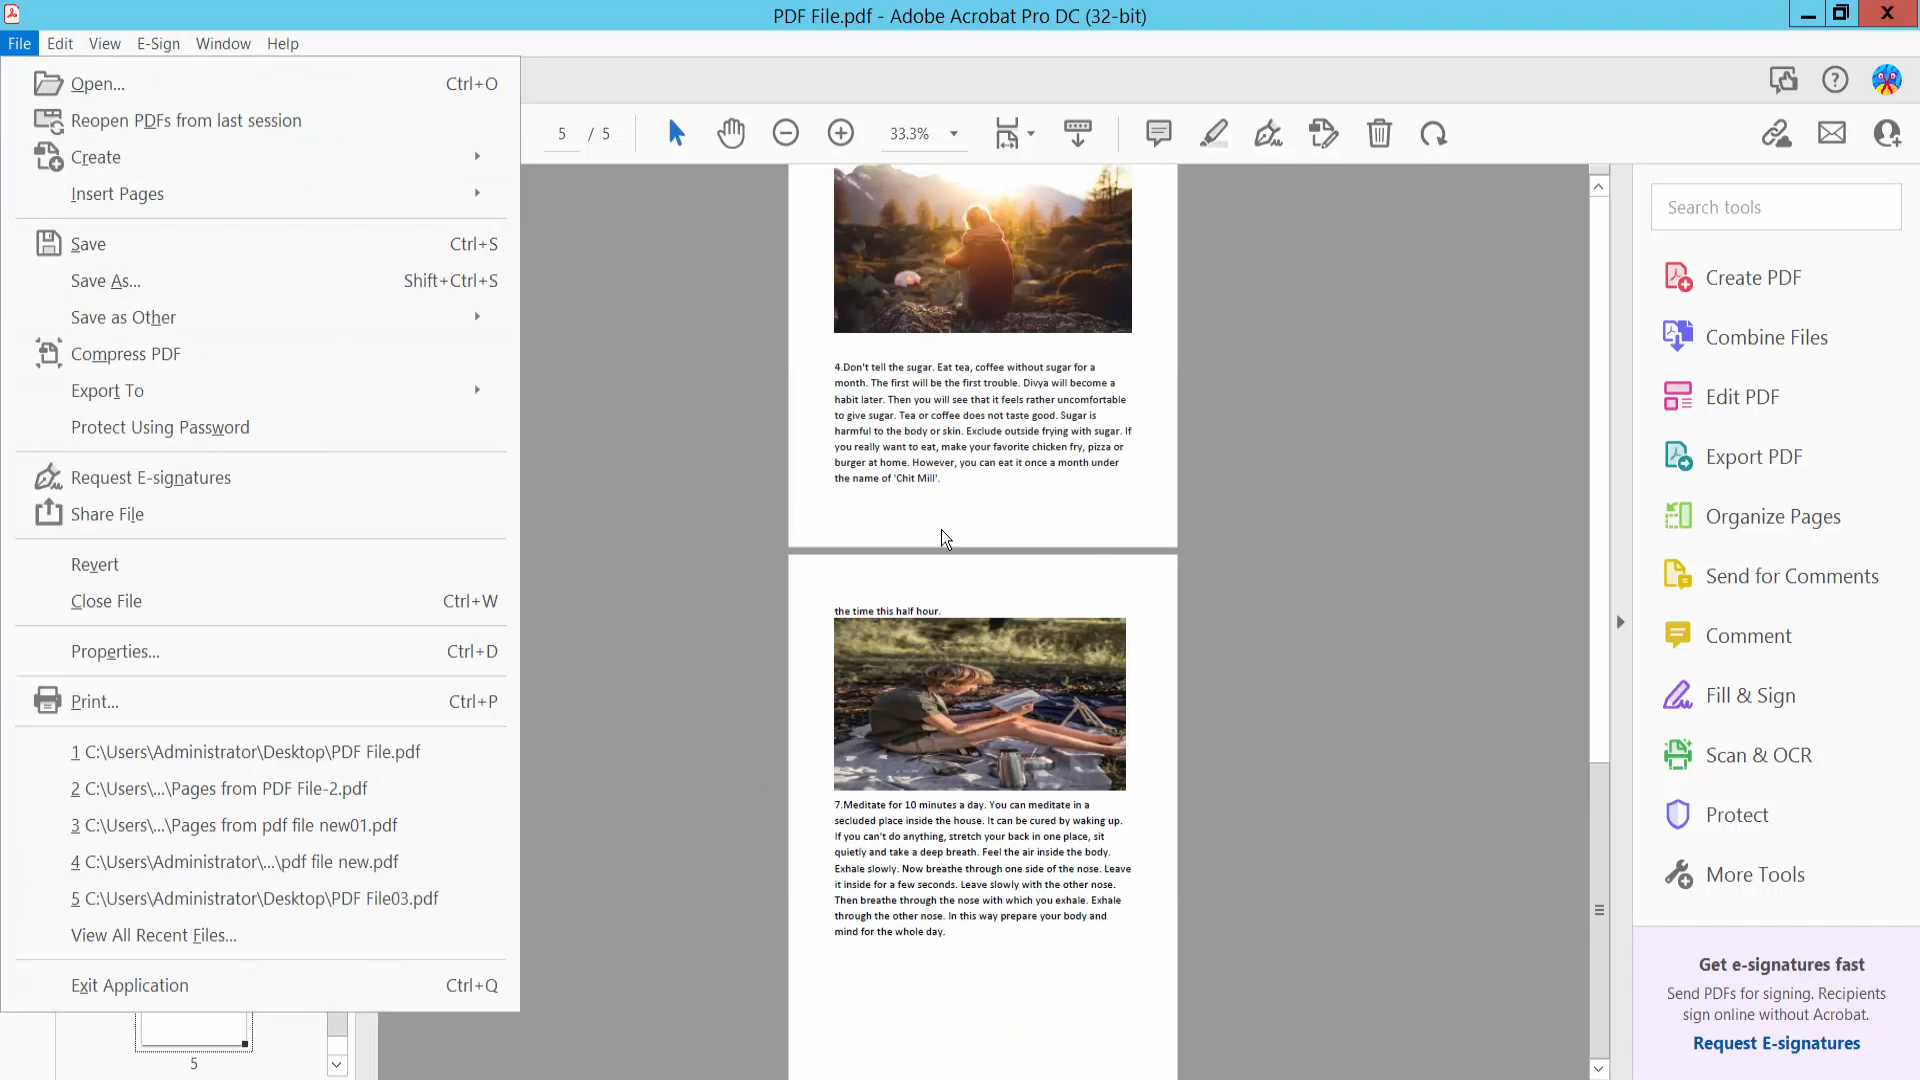 PDF File.pdf - Adobe Acrobat Pro DC (32-bit)
File Edit View E-Sign Window Help
Open... Ctrl+O
Reopen PDFs from last session
Create
Insert Pages
Save Ctrl+S
Save As... Shift+Ctrl+S
Save as Other
Compress PDF
Export To
Protect Using Password
Request E-signatures
Share File
Revert
Close File Ctrl+W
Properties... Ctrl+D
Print... Ctrl+P
1 C:\Users\Administrator\Desktop\PDF File.pdf
2 C:\Users\...\Pages from PDF File-2.pdf
3 C:\Users\...\Pages from pdf file new01.pdf
4 C:\Users\Administrator\...\pdf file new.pdf
5 C:\Users\Administrator\Desktop\PDF File03.pdf
View All Recent Files...
Exit Application Ctrl+Q
5
5 / 5
33.3%
4.Don't tell the sugar. Eat tea, coffee without sugar for a
month. The first will be the first trouble. Divya will become a
habit later. Then you will see that it feels rather uncomfortable
to give sugar. Tea or coffee does not taste good. Sugar is
harmful to the body or skin. Exclude outside frying with sugar. If
you really want to eat, make your favorite chicken fry, pizza or
burger at home. However, you can eat it once a month under
the name of 'Chit Mill'.
the time this half hour.
7.Meditate for 10 minutes a day. You can meditate in a
secluded place inside the house. It can be cured by waking up.
If you can't do anything, stretch your back in one place, sit
quietly and take a deep breath. Feel the air inside the body.
Exhale slowly. Now breathe through one side of the nose. Leave
it inside for a few seconds. Leave slowly with the other nose.
Then breathe through the nose with which you exhale. Exhale
through the other nose. In this way prepare your body and
mind for the whole day.
Search tools
Create PDF
Combine Files
Edit PDF
Export PDF
Organize Pages
Send for Comments
Comment
Fill & Sign
Scan & OCR
Protect
More Tools
Get e-signatures fast
Send PDFs for signing. Recipients
sign online without Acrobat.
Request E-signatures